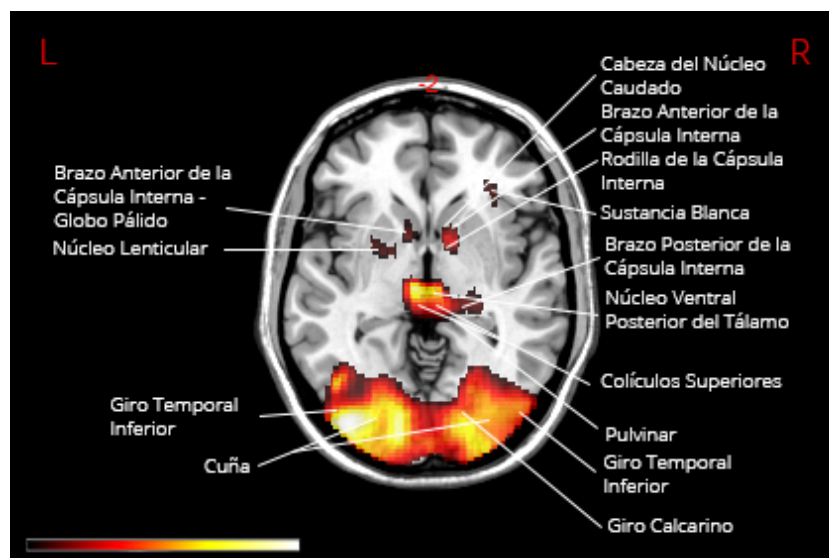 L
R
-2
Cabeza del Núcleo
Caudado
Brazo Anterior de la
Cápsula Interna
Rodilla de la Cápsula
Interna
Sustancia Blanca
Brazo Posterior de la
Cápsula Interna
Núcleo Ventral
Posterior del Tálamo
Colículos Superiores
Pulvinar
Giro Temporal
Inferior
Giro Calcarino
Brazo Anterior de la
Cápsula Interna -
Globo Pálido
Núcleo Lenticular
Giro Temporal
Inferior
Cuña